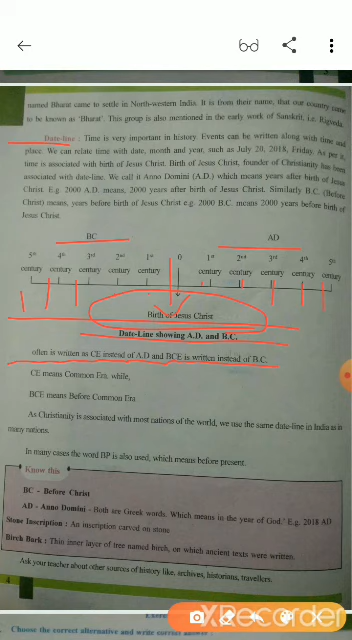 named Bharat came to settle in North-western India. It is from their name, that our country came
to be known as 'Bharat'. This group is also mentioned in the early work of Sanskrit, i.e. Rigveda.
Date-line : Time is very important in history. Events can be written along with time and
place. We can relate time with date, month and year, such as July 20, 2018, Friday. As per it,
time is associated with birth of Jesus Christ. Birth of Jesus Christ, founder of Christianity has been
associated with date-line. We call it Anno Domini (A.D.) which means years after birth of Jesus
Christ. E.g. 2000 A.D. means, 2000 years after birth of Jesus Christ. Similarly B.C. (Before
Christ) means, years before birth of Jesus Christ e.g. 2000 B.C. means 2000 years before birth of
Jesus Christ.
BC AD
5th 4th 3rd 2nd 1st 0 1st 2nd 3rd 4th 5th
century century century century century century century century century century
Birth of Jesus Christ
Date-Line showing A.D. and B.C.
often is written as CE instead of A.D and BCE is written instead of B.C.
CE means Common Era, while,
BCE means Before Common Era
As Christianity is associated with most nations of the world, we use the same date-line in India as in
many nations.
In many cases the word BP is also used, which means before present.
Know this
BC - Before Christ
AD - Anno Domini - Both are Greek words. Which means in the year of God.' E.g. 2018 AD
Stone Inscription : An inscription carved on stone
Birch Bark : Thin inner layer of tree named birch, on which ancient texts were written.
Ask your teacher about other sources of history like, archives, historians, travellers.
4
XRecorder
Choose the correct alternative and write correct answer :